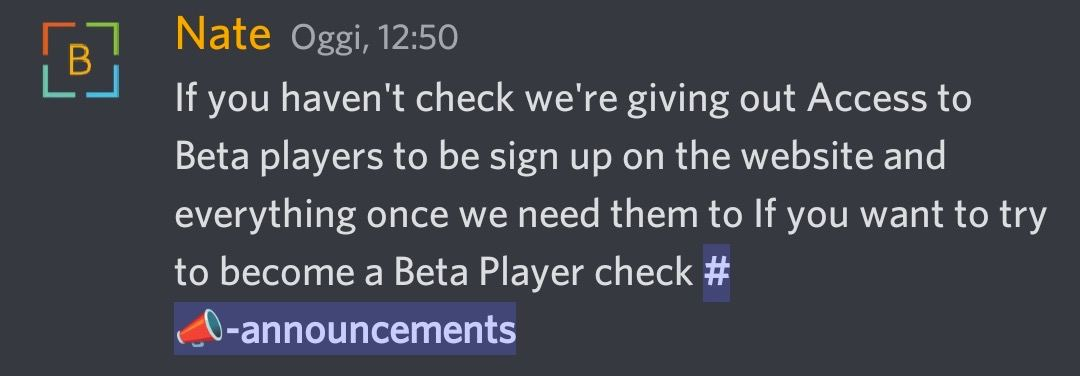 B
Nate Oggi, 12:50
If you haven't check we're giving out Access to
Beta players to be sign up on the website and
everything once we need them to If you want to try
to become a Beta Player check #
📣-announcements